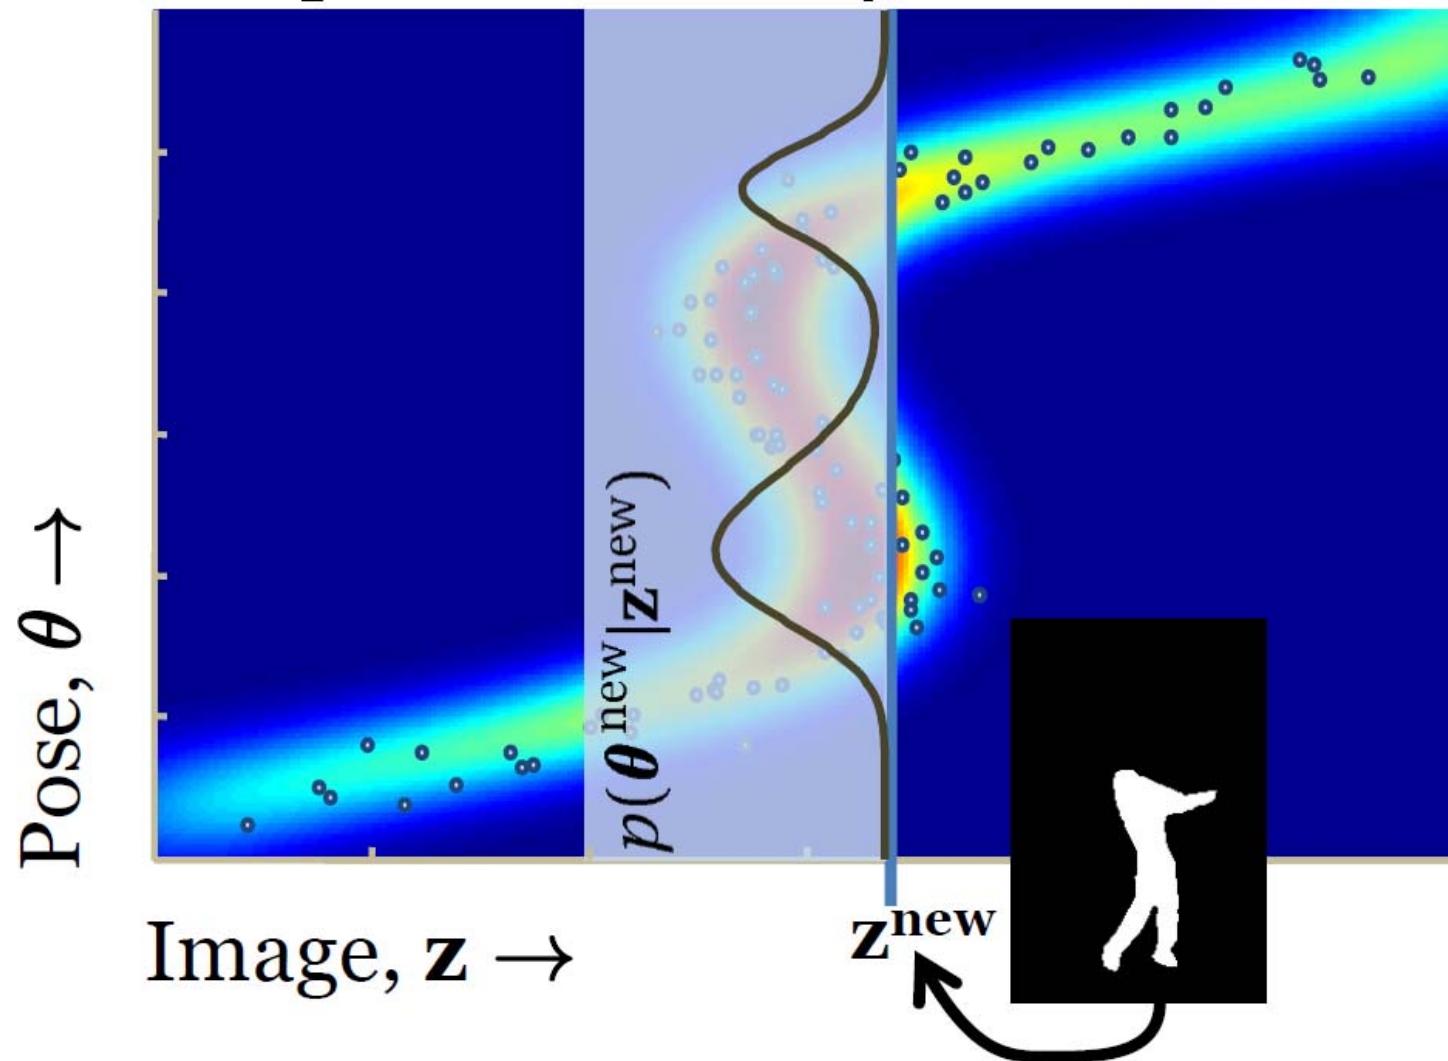 Pose, θ →
p(θ^new|z^new)
Image, z →
z^new